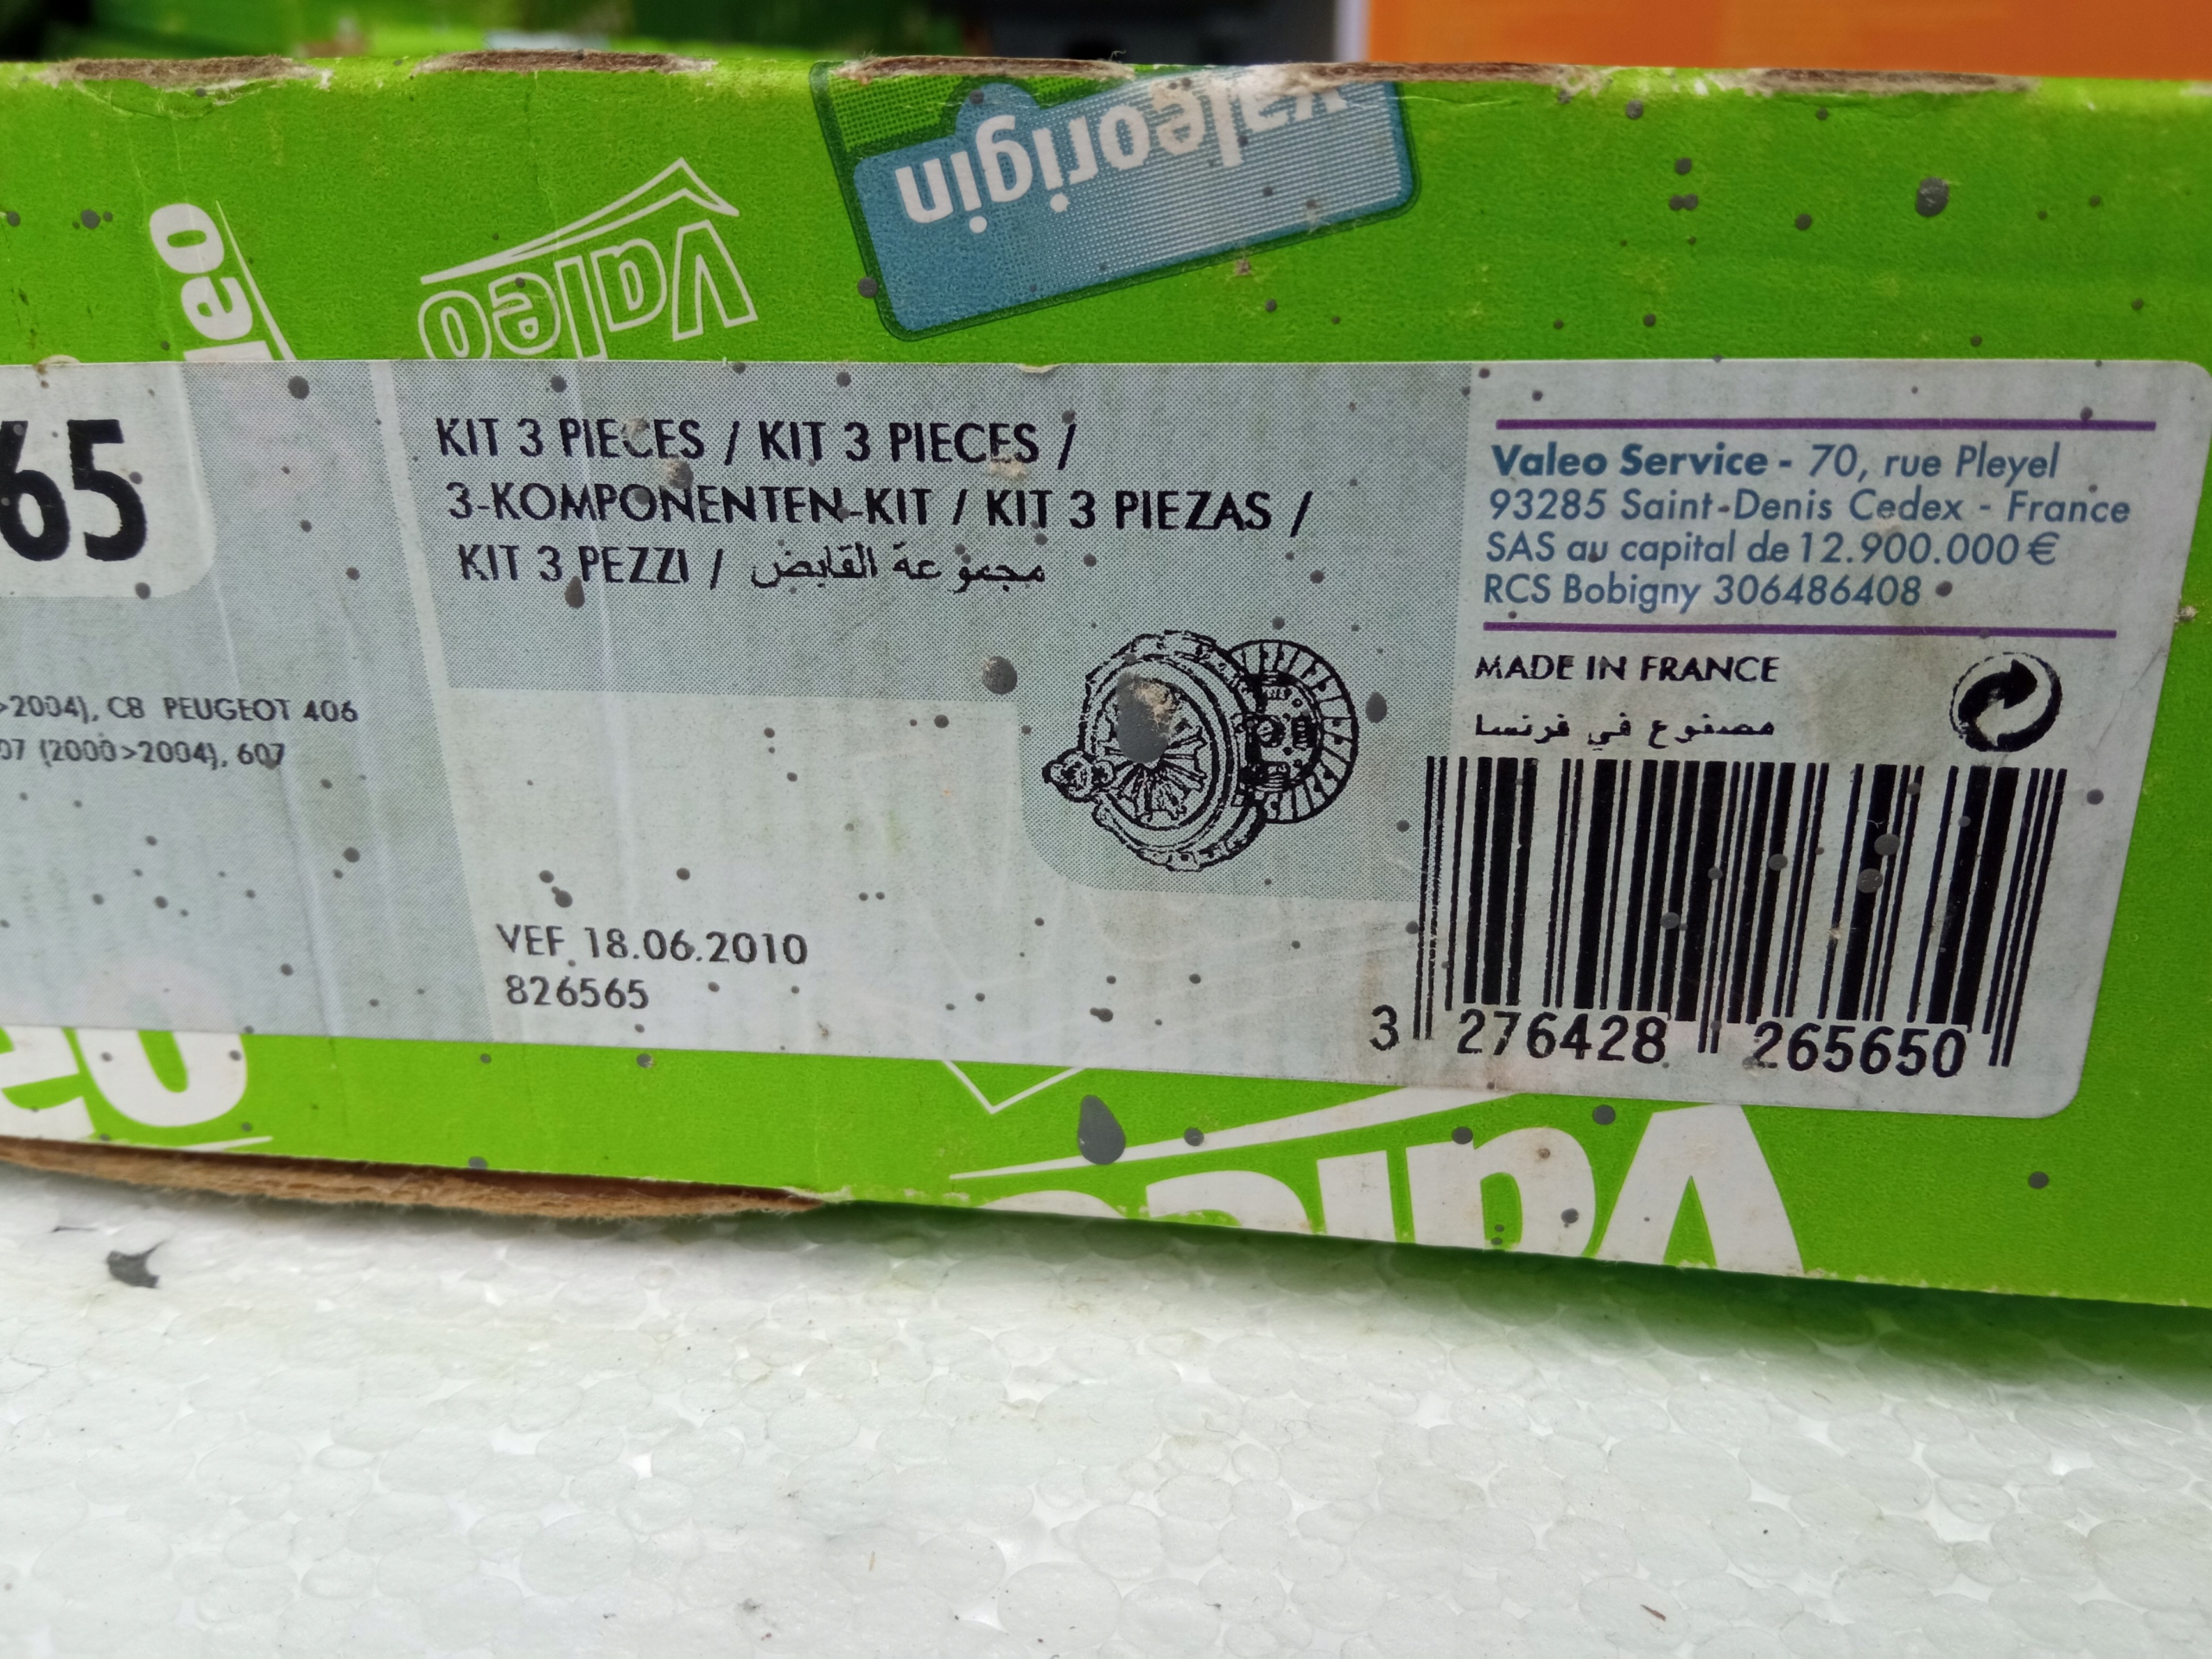 valeorigin
Valeo
leo
65
KIT 3 PIECES / KIT 3 PIECES /
3-KOMPONENTEN-KIT / KIT 3 PIEZAS /
KIT 3 PEZZI / مجموعة القابض
>2004), C8 PEUGEOT 406
07 (2000>2004), 607
VEF 18.06.2010
826565
Valeo Service - 70, rue Pleyel
93285 Saint-Denis Cedex - France
SAS au capital de 12.900.000 €
RCS Bobigny 306486408
MADE IN FRANCE
مصنوع في فرنسا
3 276428 265650
Valeo